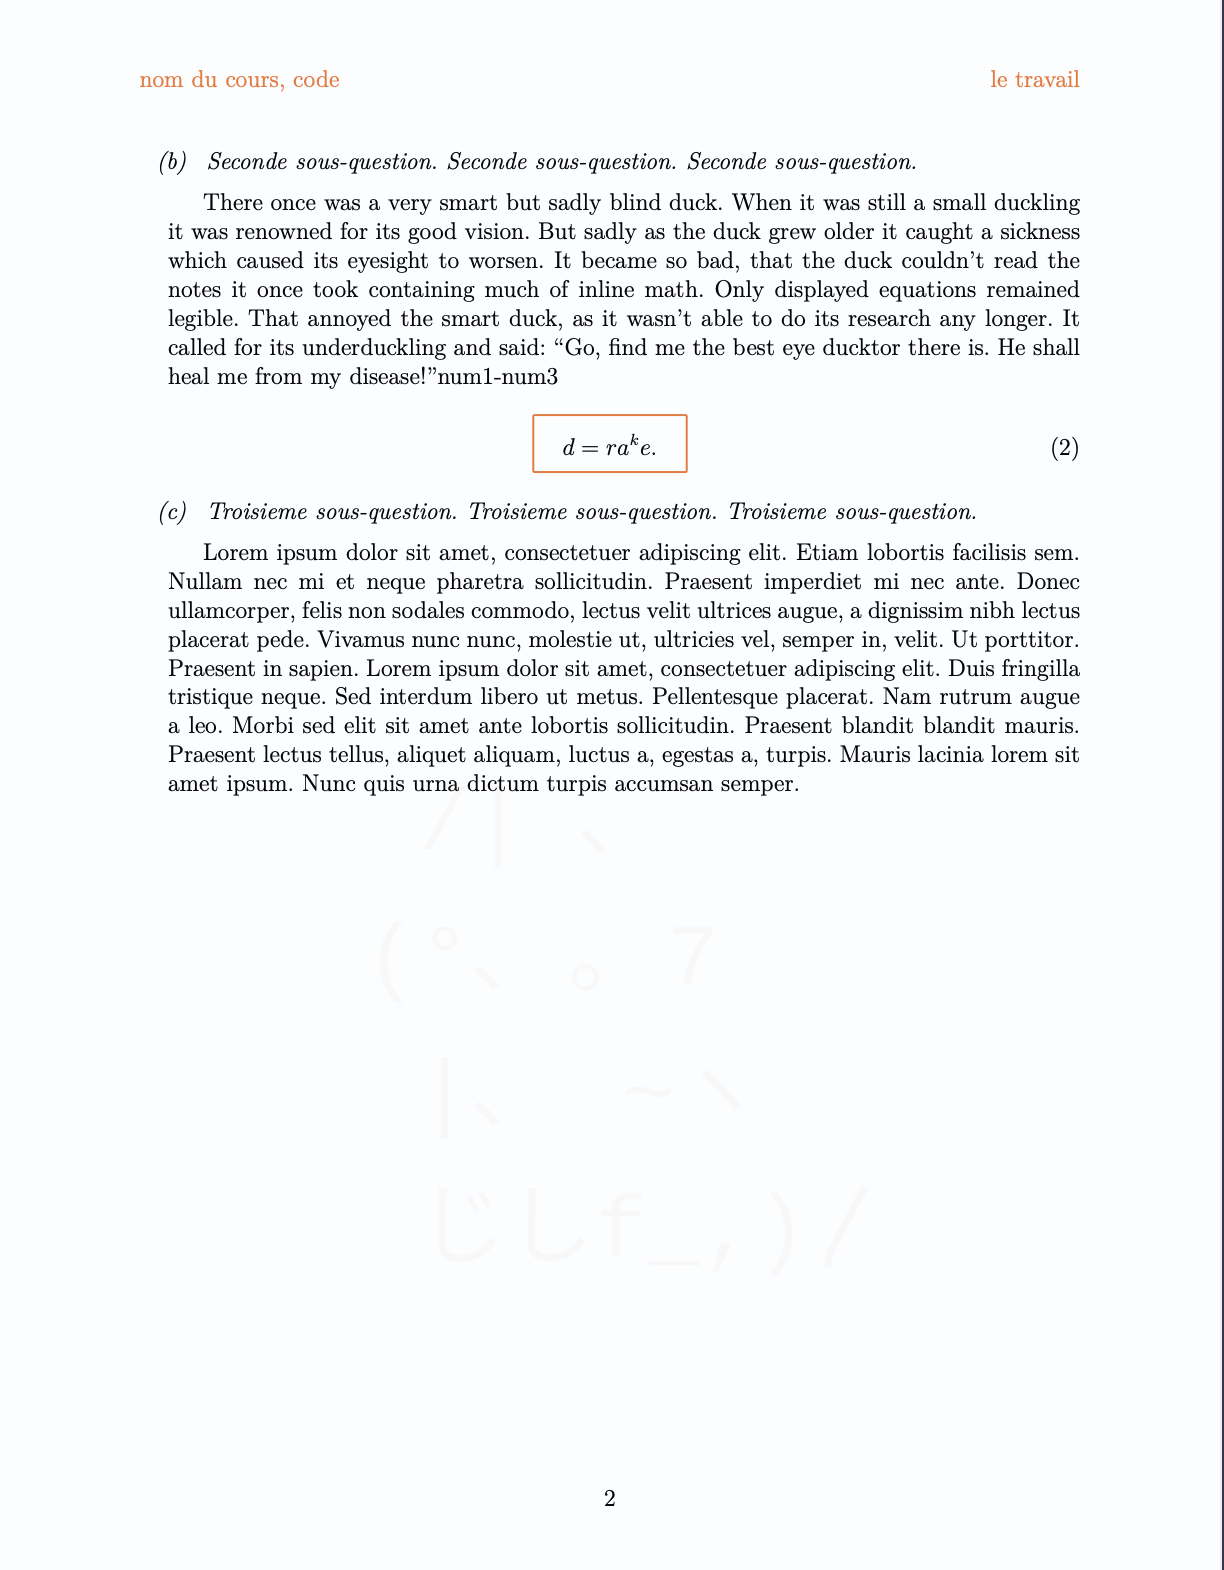 nom du cours, code le travail
(b) Seconde sous-question. Seconde sous-question. Seconde sous-question.
There once was a very smart but sadly blind duck. When it was still a small duckling
it was renowned for its good vision. But sadly as the duck grew older it caught a sickness
which caused its eyesight to worsen. It became so bad, that the duck couldn’t read the
notes it once took containing much of inline math. Only displayed equations remained
legible. That annoyed the smart duck, as it wasn’t able to do its research any longer. It
called for its underduckling and said: “Go, find me the best eye ducktor there is. He shall
heal me from my disease!”num1-num3
d = raᵏe. (2)
(c) Troisieme sous-question. Troisieme sous-question. Troisieme sous-question.
Lorem ipsum dolor sit amet, consectetuer adipiscing elit. Etiam lobortis facilisis sem.
Nullam nec mi et neque pharetra sollicitudin. Praesent imperdiet mi nec ante. Donec
ullamcorper, felis non sodales commodo, lectus velit ultrices augue, a dignissim nibh lectus
placerat pede. Vivamus nunc nunc, molestie ut, ultricies vel, semper in, velit. Ut porttitor.
Praesent in sapien. Lorem ipsum dolor sit amet, consectetuer adipiscing elit. Duis fringilla
tristique neque. Sed interdum libero ut metus. Pellentesque placerat. Nam rutrum augue
a leo. Morbi sed elit sit amet ante lobortis sollicitudin. Praesent blandit blandit mauris.
Praesent lectus tellus, aliquet aliquam, luctus a, egestas a, turpis. Mauris lacinia lorem sit
amet ipsum. Nunc quis urna dictum turpis accumsan semper.
/| 、
(°、 。 7
|、 ~ヽ
じしf_,)/
2